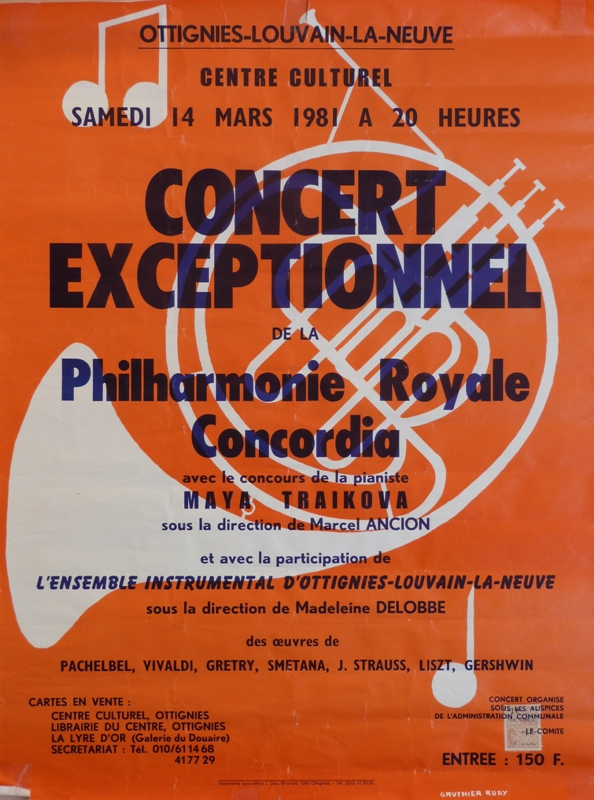 OTTIGNIES-LOUVAIN-LA-NEUVE
CENTRE CULTUREL
SAMEDI 14 MARS 1981 A 20 HEURES
CONCERT
EXCEPTIONNEL
DE LA
Philharmonie Royale
Concordia
avec le concours de la pianiste
MAYA TRAIKOVA
sous la direction de Marcel ANCION
et avec la participation de
L'ENSEMBLE INSTRUMENTAL D'OTTIGNIES-LOUVAIN-LA-NEUVE
sous la direction de Madeleine DELOBBE
des œuvres de
PACHELBEL, VIVALDI, GRETRY, SMETANA, J. STRAUSS, LISZT, GERSHWIN
CARTES EN VENTE :
CENTRE CULTUREL, OTTIGNIES
LIBRAIRIE DU CENTRE, OTTIGNIES
LA LYRE D'OR (Galerie du Douaire)
SECRETARIAT : Tél. 010/61 14 68
41 77 29
CONCERT ORGANISE
SOUS LES AUSPICES
DE L'ADMINISTRATION COMMUNALE
LE COMITE
ENTREE : 150 F.
GAUTHIER RUDY